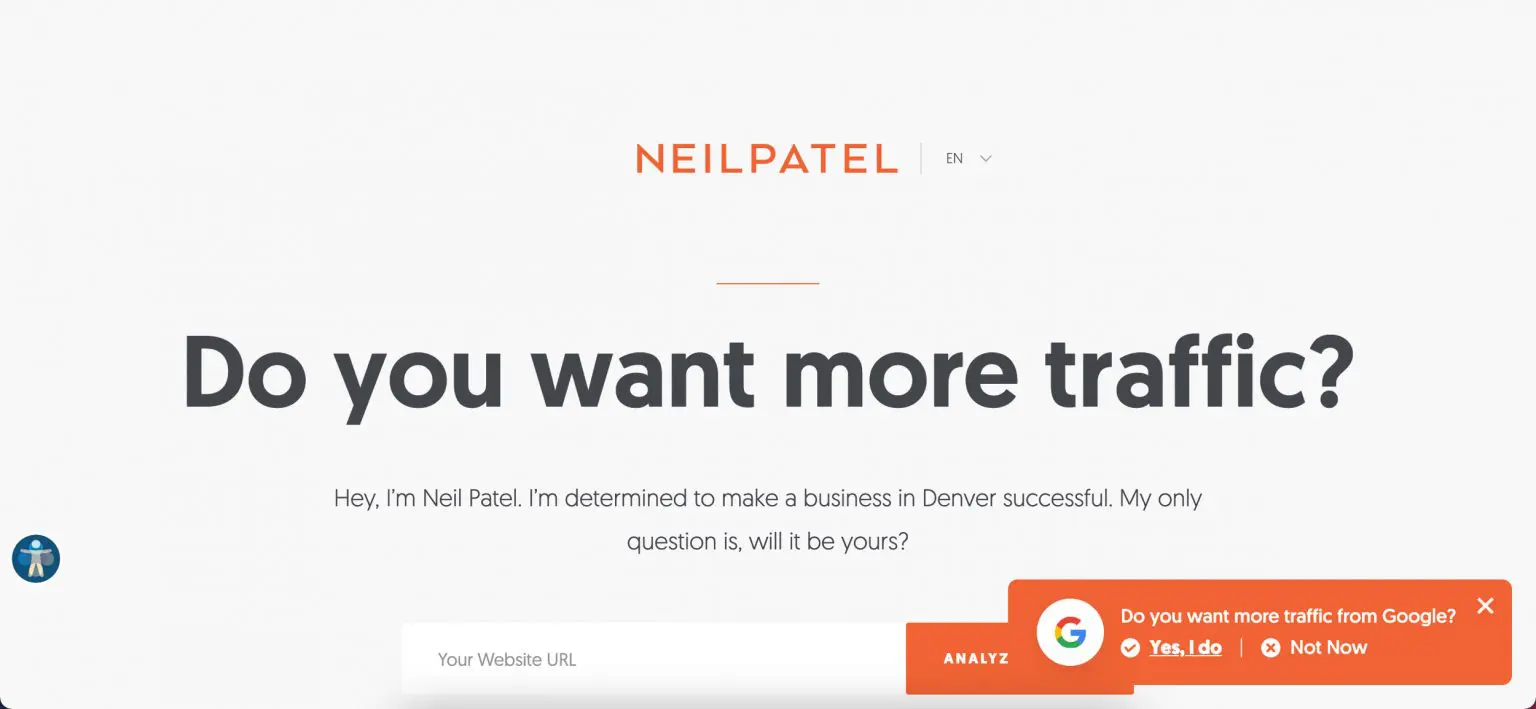 NEILPATEL
EN
Do you want more traffic?
Hey, I'm Neil Patel. I'm determined to make a business in Denver successful. My only
question is, will it be yours?
Your Website URL
ANALYZ
Do you want more traffic from Google?
Yes, I do | Not Now